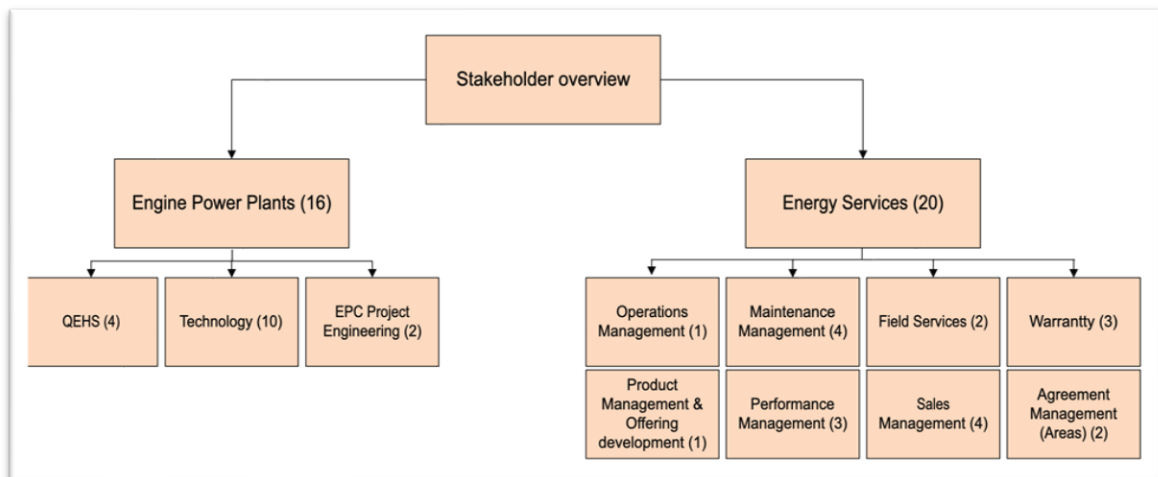 Stakeholder overview
Engine Power Plants (16)
Energy Services (20)
QEHS (4)
Technology (10)
EPC Project
Engineering (2)
Operations
Management (1)
Maintenance
Management (4)
Field Services (2)
Warrantty (3)
Product
Management &
Offering
development (1)
Performance
Management (3)
Sales
Management (4)
Agreement
Management
(Areas) (2)